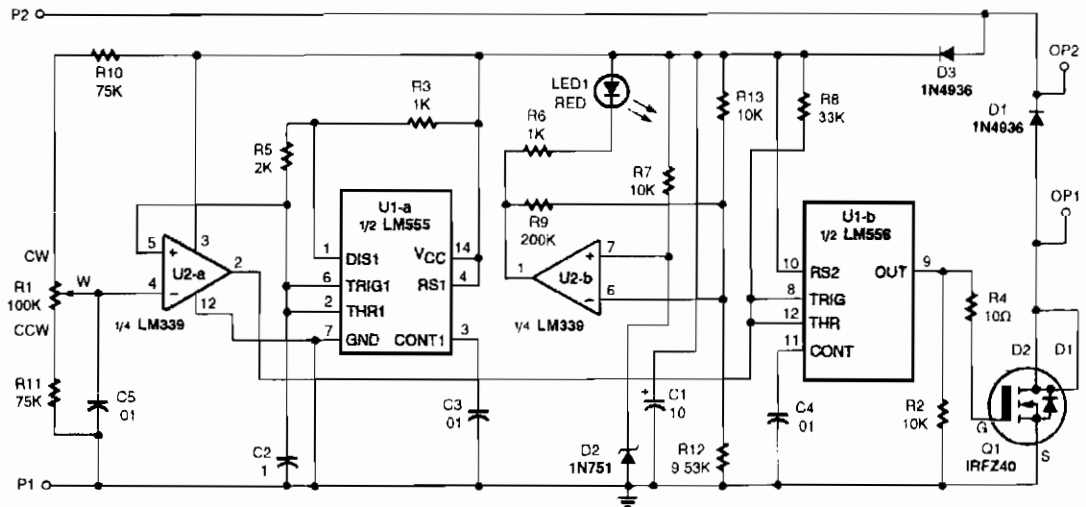 P2
R10
75K
R3
1K
LED1
RED
D3
1N4936
OP2
R6
1K
R13
10K
R8
33K
D1
1N4936
R5
2K
R7
10K
OP1
U1-a
1/2 LM555
R9
200K
U1-b
1/2 LM556
CW
R1
100K
CCW
W
5
+
4
−
3
U2-a
2
12
1/4 LM339
1
DIS1
6
TRIG1
2
THR1
7
GND
VCC
14
RS1
4
CONT1
3
1
U2-b
+
7
−
6
1/4 LM339
10
RS2
8
TRIG
12
THR
11
CONT
OUT
9
R4
10Ω
R11
75K
C5
01
C2
1
C3
01
+
C1
10
D2
1N751
R12
9 53K
C4
01
R2
10K
D2
D1
G
S
Q1
IRFZ40
P1